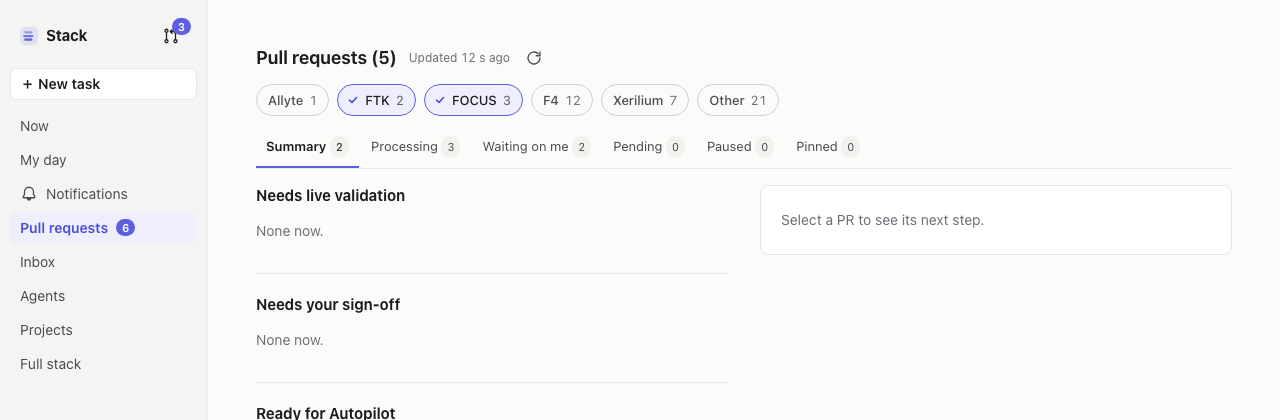 Stack
3
+ New task
Now
My day
Notifications
Pull requests 6
Inbox
Agents
Projects
Full stack
Pull requests (5) Updated 12 s ago
Allyte 1 FTK 2 FOCUS 3 F4 12 Xerilium 7 Other 21
Summary 2 Processing 3 Waiting on me 2 Pending 0 Paused 0 Pinned 0
Needs live validation
None now.
Needs your sign-off
None now.
Ready for Autopilot
Select a PR to see its next step.